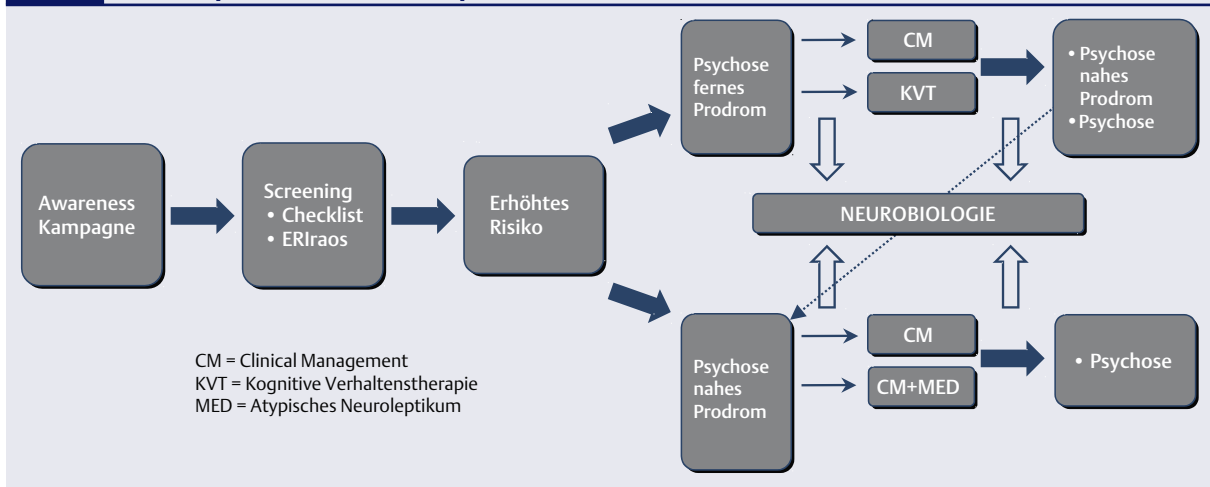 Awareness
Kampagne
Screening
• Checklist
• ERIraos
Erhöhtes
Risiko
Psychose
fernes
Prodrom
CM
KVT
• Psychose
nahes
Prodrom
• Psychose
NEUROBIOLOGIE
Psychose
nahes
Prodrom
CM
CM+MED
• Psychose
CM = Clinical Management
KVT = Kognitive Verhaltenstherapie
MED = Atypisches Neuroleptikum